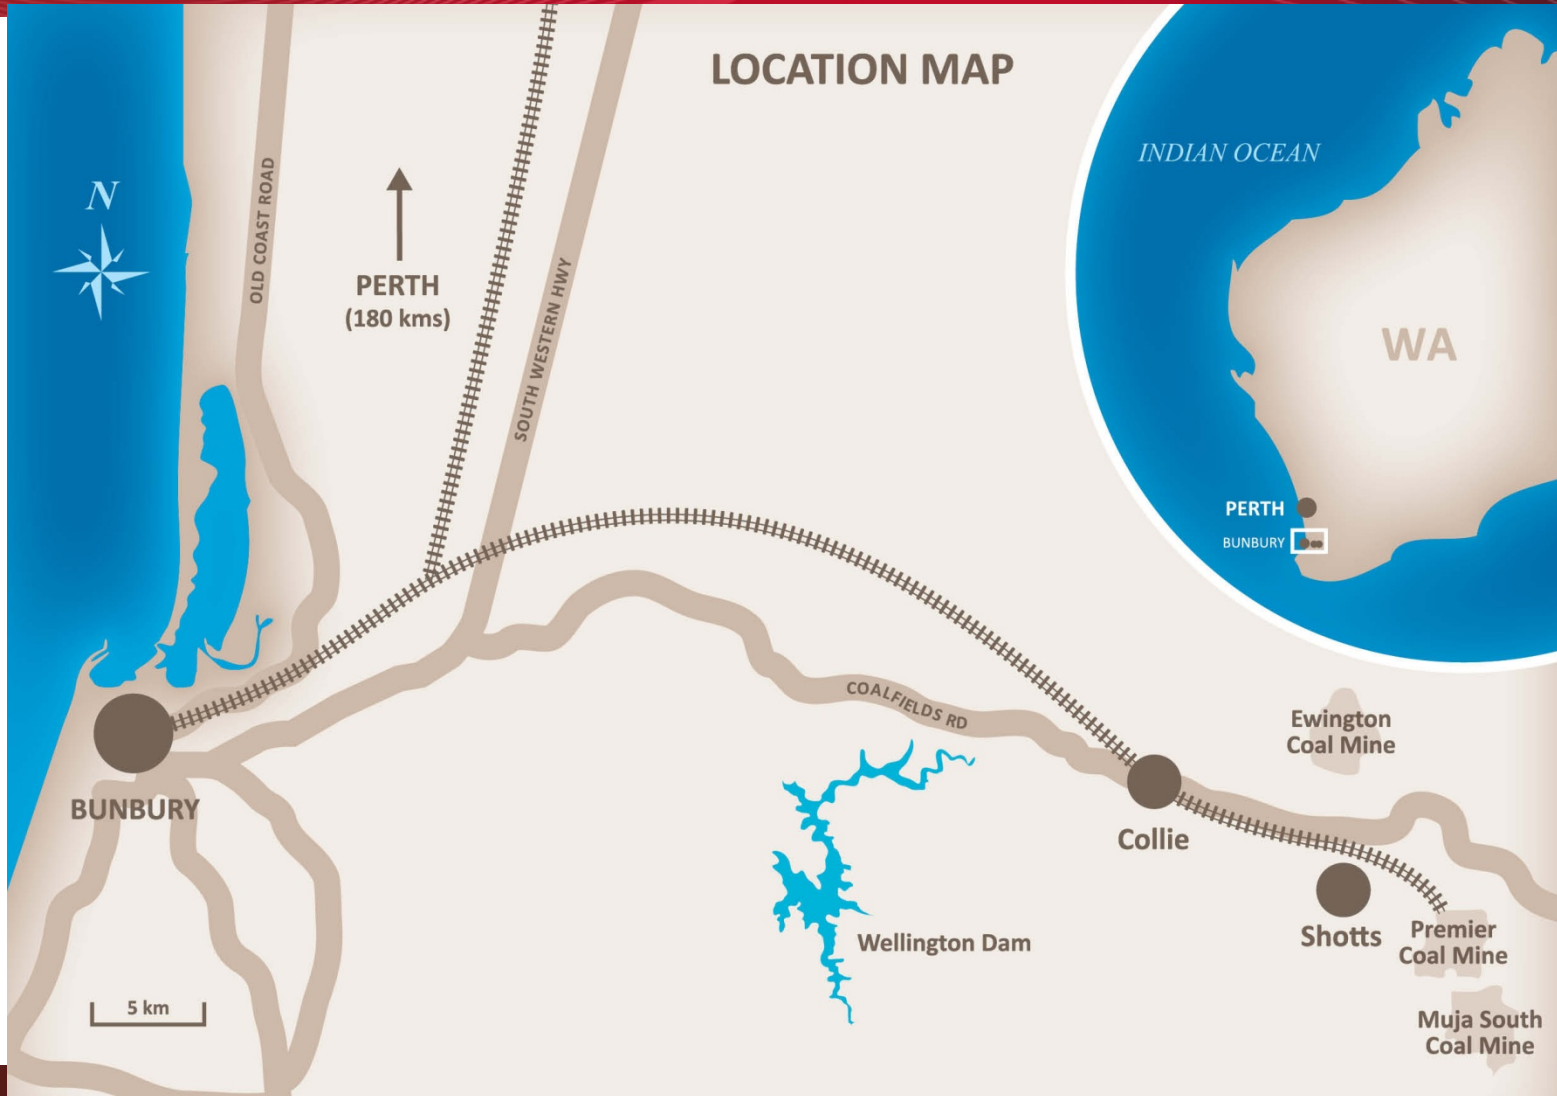 LOCATION MAP
INDIAN OCEAN
N
OLD COAST ROAD
PERTH
(180 kms)
SOUTH WESTERN HWY
WA
PERTH
BUNBURY
COALFIELDS RD
Ewington
Coal Mine
BUNBURY
Collie
Wellington Dam
Shotts
Premier
Coal Mine
5 km
Muja South
Coal Mine